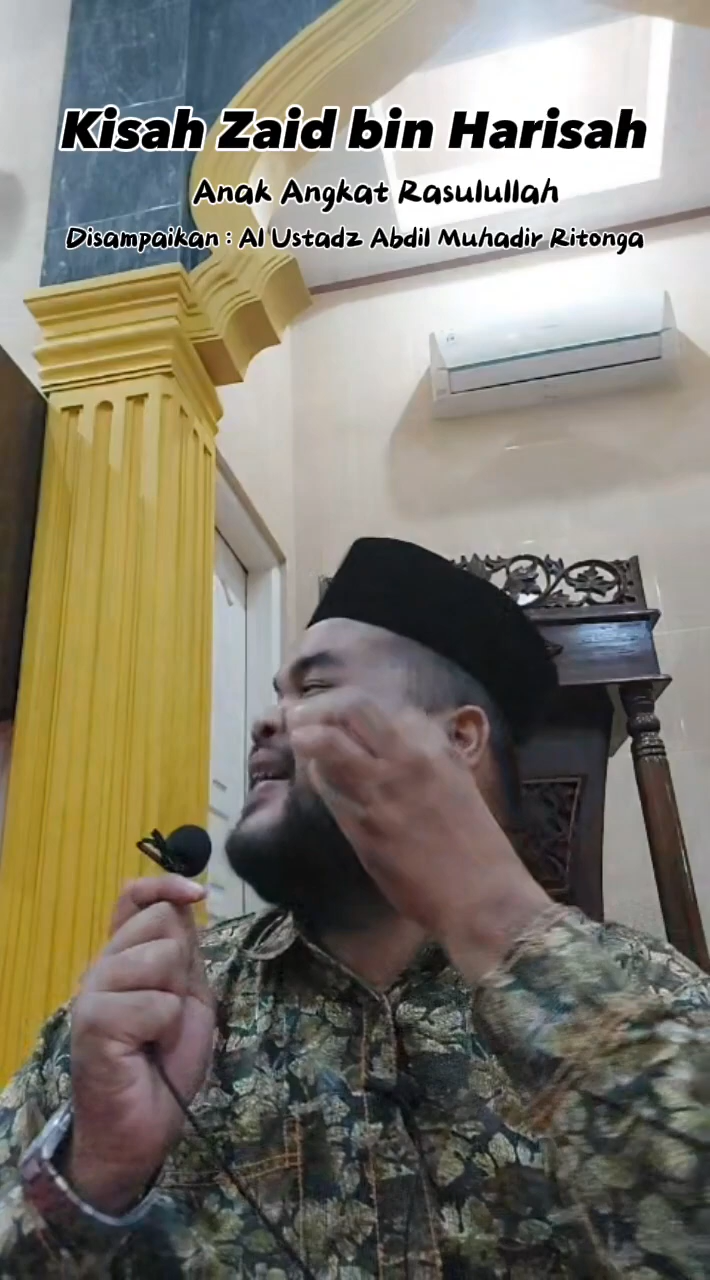 Kisah Zaid bin Harisah
Anak Angkat Rasulullah
Disampaikan : Al Ustadz Abdil Muhadir Ritonga